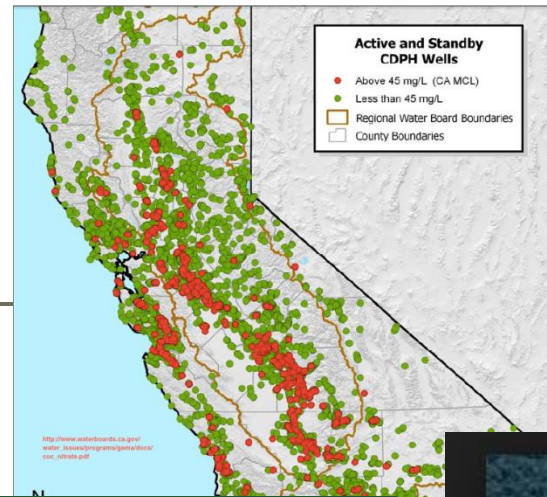 Active and Standby
CDPH Wells
Above 45 mg/L (CA MCL)
Less than 45 mg/L
Regional Water Board Boundaries
County Boundaries
http://www.waterboards.ca.gov/
water_issues/programs/gama/docs/
coc_nitrate.pdf
N